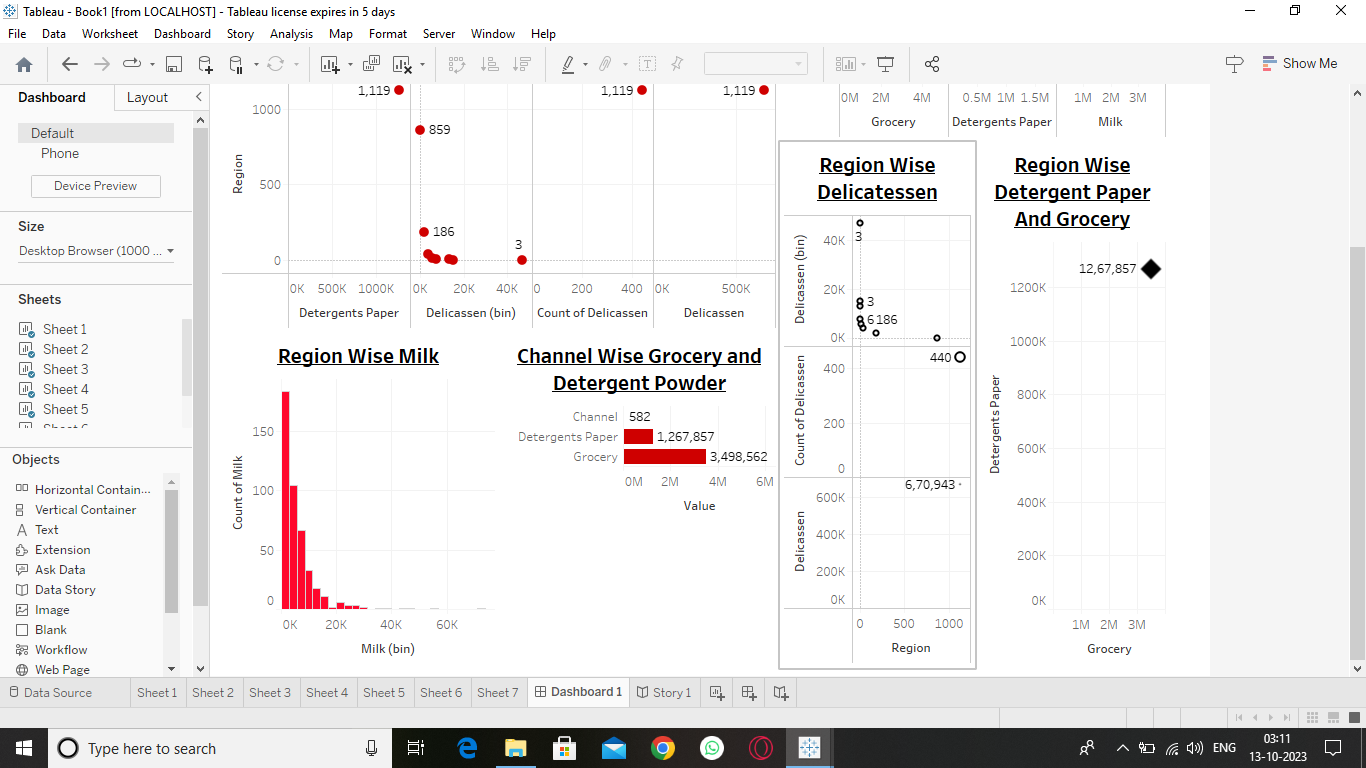 Tableau - Book1 [from LOCALHOST] - Tableau license expires in 5 days
File Data Worksheet Dashboard Story Analysis Map Format Server Window Help
Show Me
Dashboard Layout
Default
Phone
Device Preview
Size
Desktop Browser (1000 ...
Sheets
Sheet 1
Sheet 2
Sheet 3
Sheet 4
Sheet 5
Objects
Horizontal Contain...
Vertical Container
Text
Extension
Ask Data
Data Story
Image
Blank
Workflow
Web Page
1,119 1,119 1,119
1000
859
Region
500
186
3
0
0K 500K 1000K 0K 20K 40K 0 200 400 0K 500K
Detergents Paper Delicassen (bin) Count of Delicassen Delicassen
0M 2M 4M 0.5M 1M 1.5M 1M 2M 3M
Grocery Detergents Paper Milk
Region Wise Milk
150
100
50
0
Count of Milk
0K 20K 40K 60K
Milk (bin)
Channel Wise Grocery and
Detergent Powder
Channel 582
Detergents Paper 1,267,857
Grocery 3,498,562
0M 2M 4M 6M
Value
Region Wise
Delicatessen
Delicassen (bin)
40K
3
20K
3
6 186
0K
Count of Delicassen
440
400
200
0
Delicassen
6,70,943
600K
400K
200K
0K
0 500 1000
Region
Region Wise
Detergent Paper
And Grocery
12,67,857
1200K
1000K
800K
600K
400K
200K
0K
Detergents Paper
1M 2M 3M
Grocery
Data Source Sheet 1 Sheet 2 Sheet 3 Sheet 4 Sheet 5 Sheet 6 Sheet 7 Dashboard 1 Story 1
Type here to search
ENG
03:11
13-10-2023